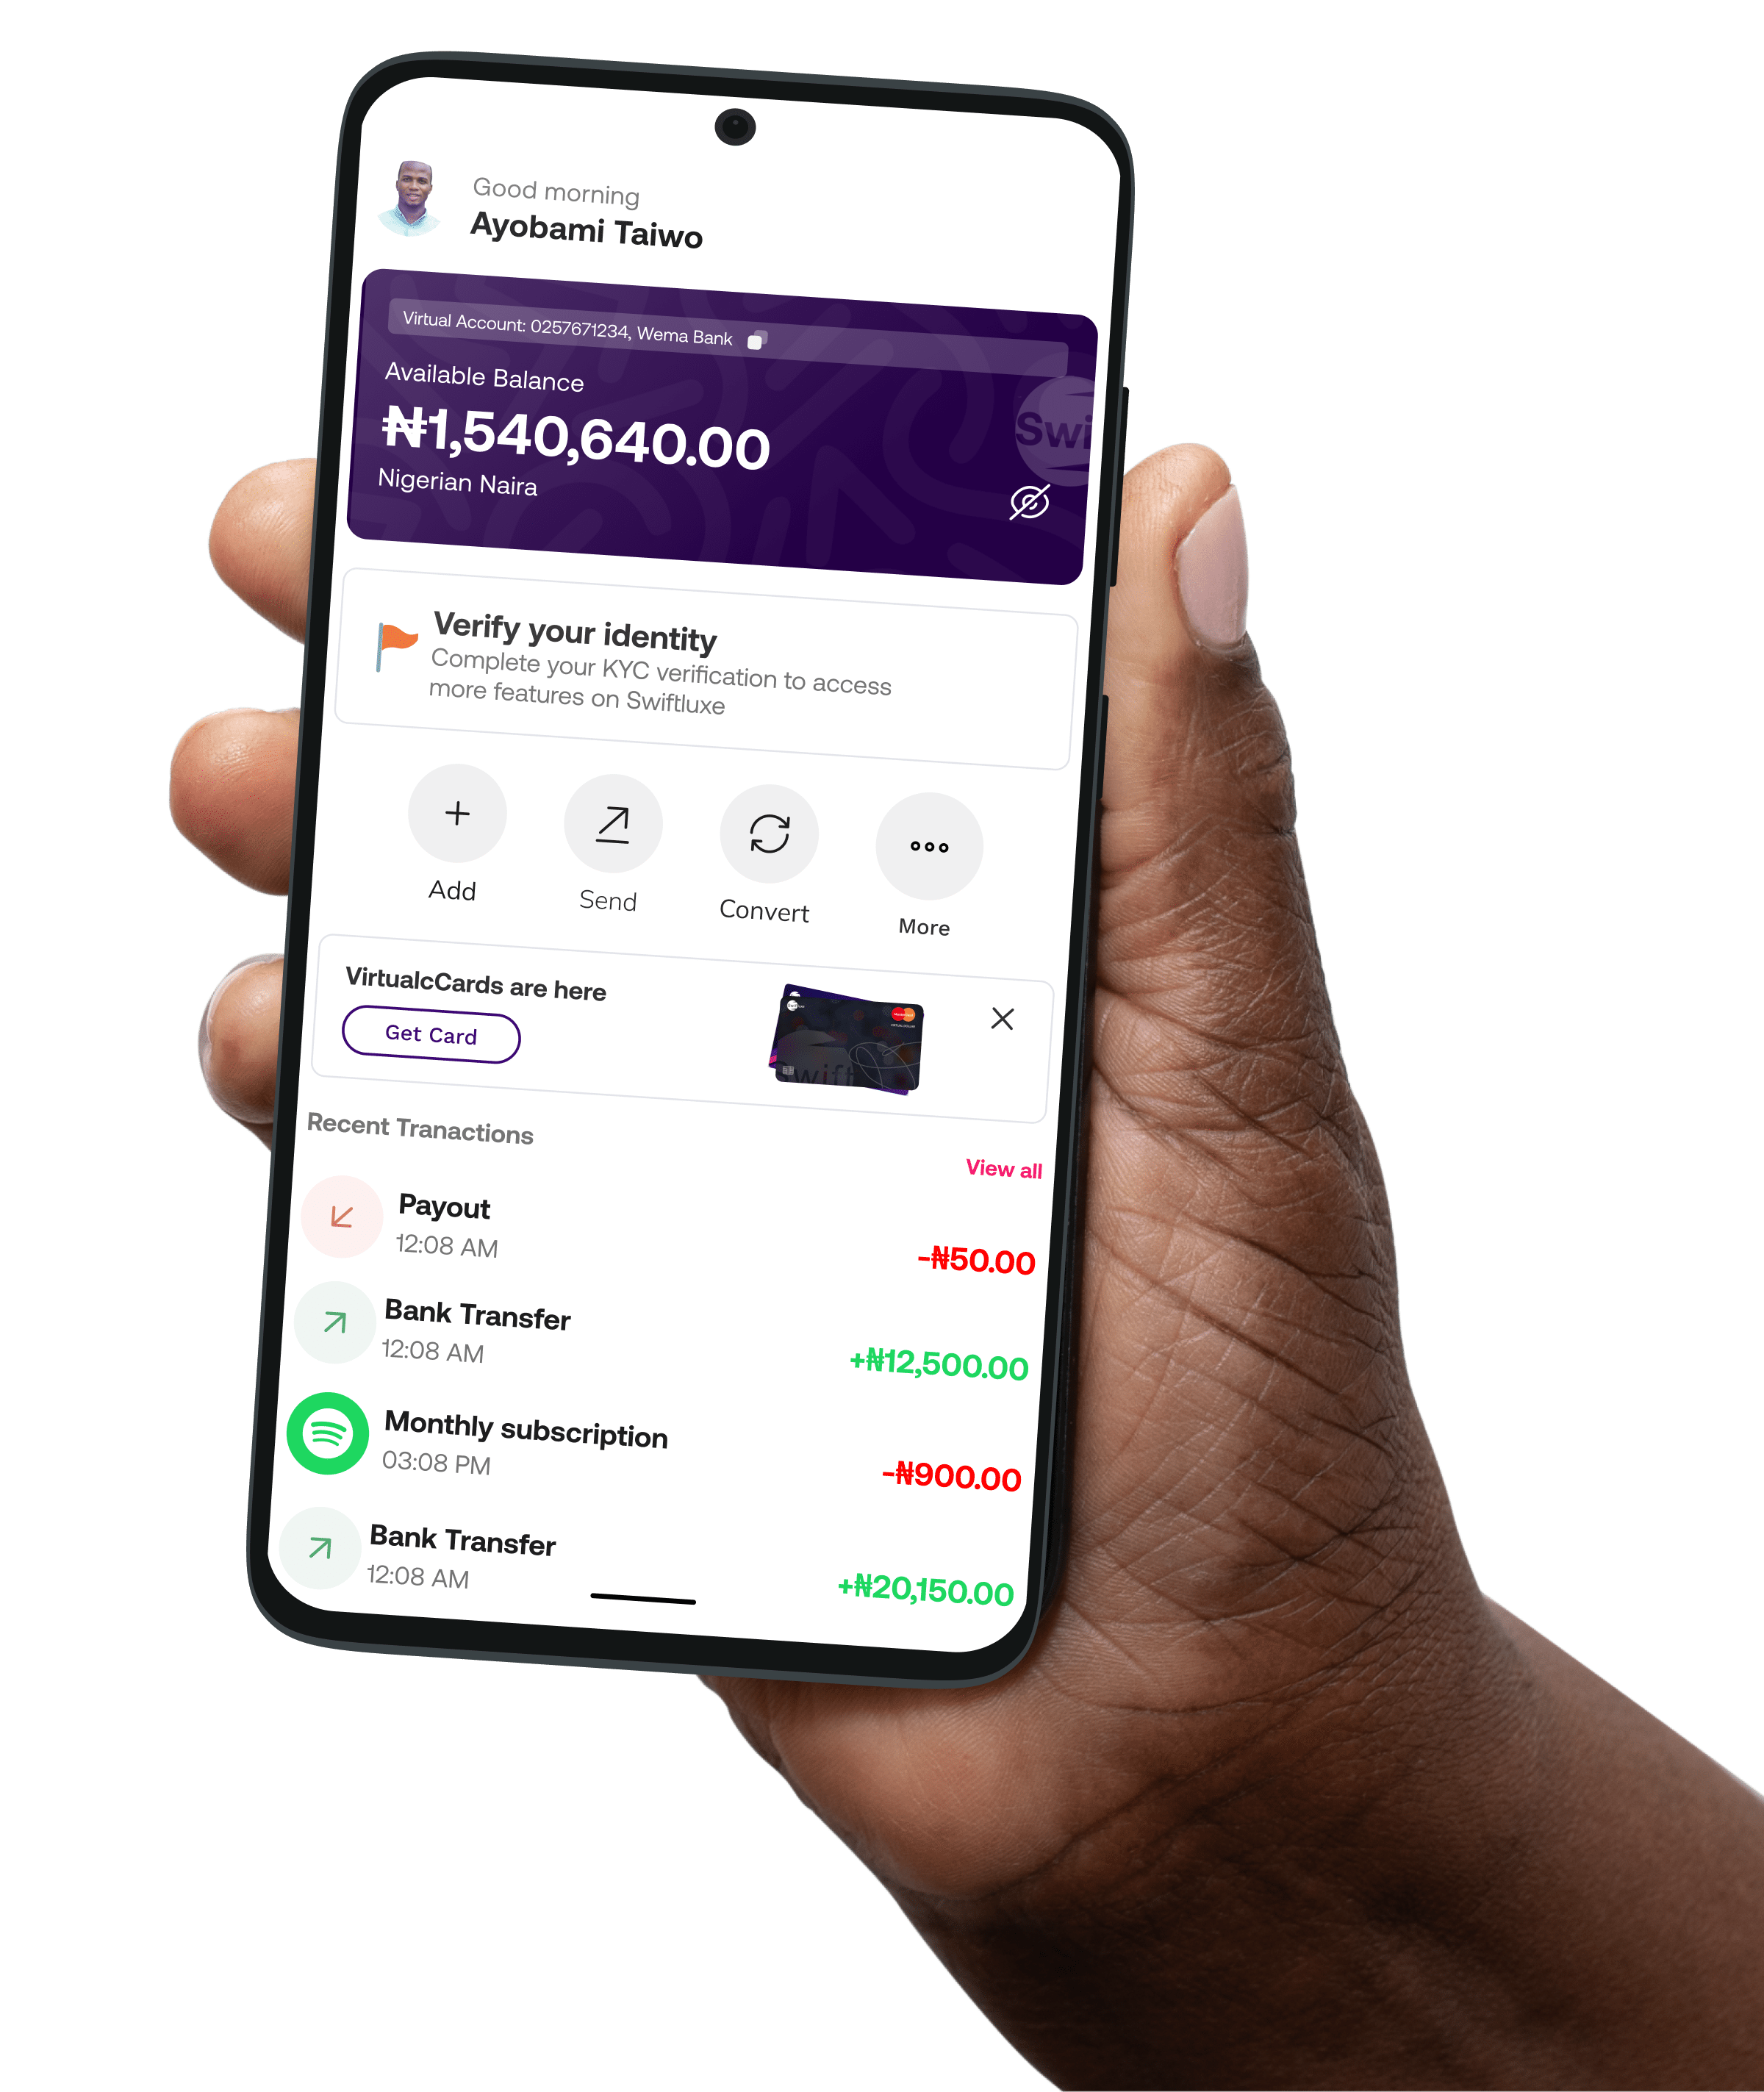 Good morning
Ayobami Taiwo
Virtual Account: 0257671234, Wema Bank
Available Balance
₦1,540,640.00
Swi
Nigerian Naira
Verify your identity
Complete your KYC verification to access
more features on Swiftluxe
Add
Send
Convert
More
VirtualcCards are here
Get Card
Swift
Recent Tranactions
View all
Payout
12:08 AM
-₦50.00
Bank Transfer
12:08 AM
+₦12,500.00
Monthly subscription
03:08 PM
-₦900.00
Bank Transfer
12:08 AM
+₦20,150.00